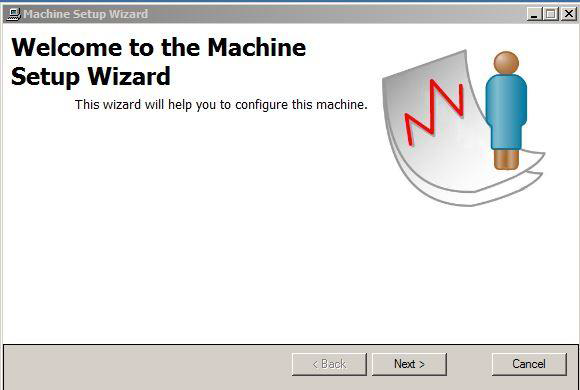 Machine Setup Wizard
Welcome to the Machine
Setup Wizard
This wizard will help you to configure this machine.
< Back
Next >
Cancel